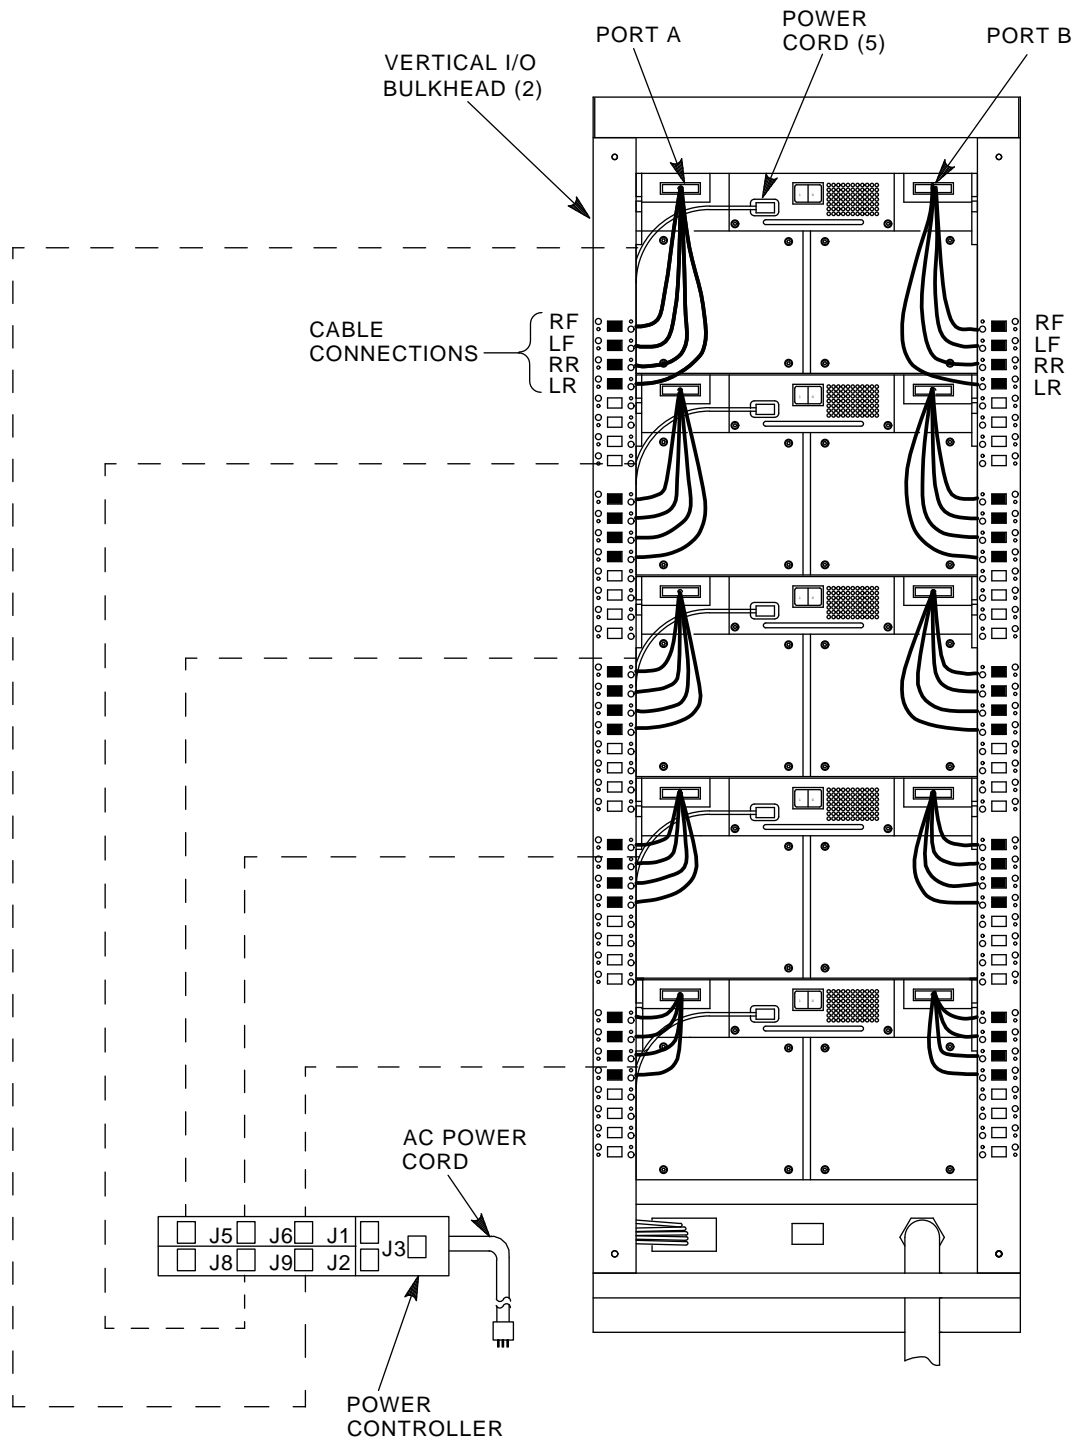 PORT A
POWER
CORD (5)
PORT B
VERTICAL I/O
BULKHEAD (2)
CABLE
CONNECTIONS
RF
LF
RR
LR
RF
LF
RR
LR
AC POWER
CORD
J5 J6 J1
J3
J8 J9 J2
POWER
CONTROLLER